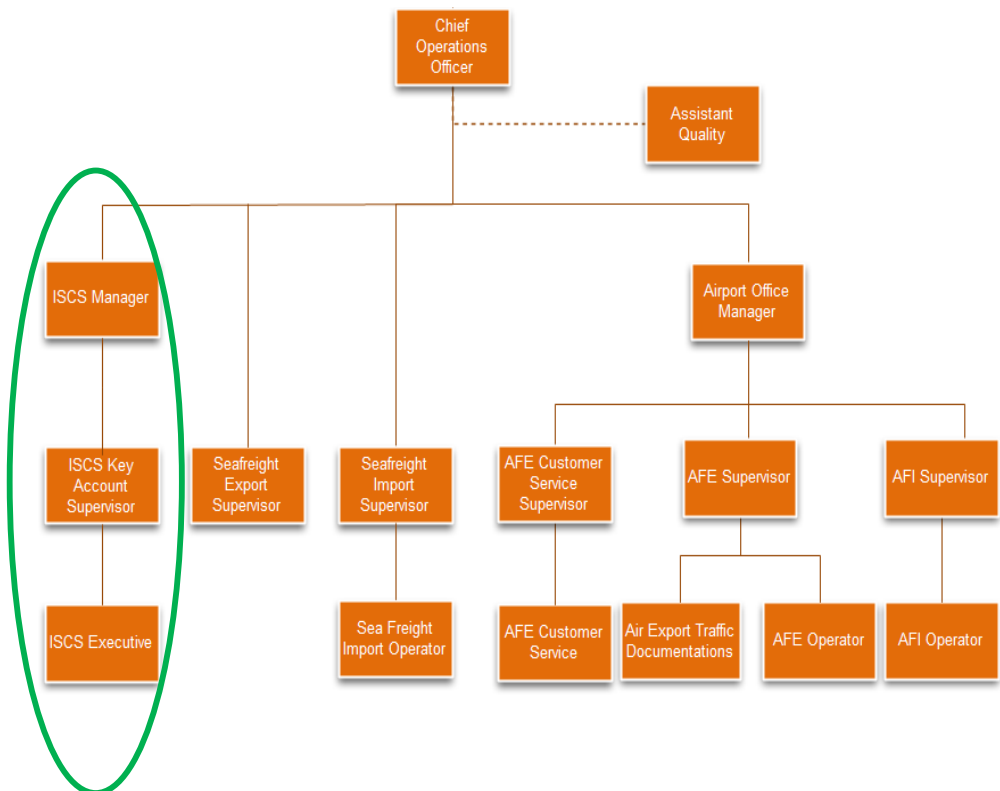 Chief
Operations
Officer
Assistant
Quality
ISCS Manager
Airport Office
Manager
ISCS Key
Account
Supervisor
Seafreight
Export
Supervisor
Seafreight
Import
Supervisor
AFE Customer
Service
Supervisor
AFE Supervisor
AFI Supervisor
ISCS Executive
Sea Freight
Import Operator
AFE Customer
Service
Air Export Traffic
Documentations
AFE Operator
AFI Operator